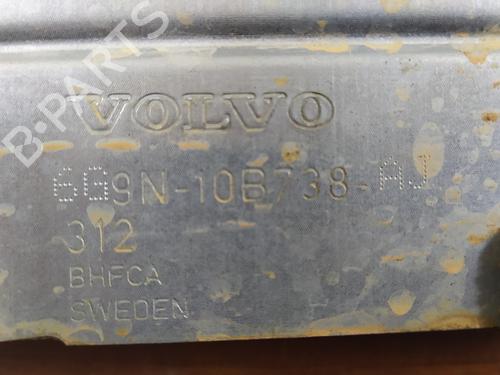 VOLVO
6G9N-10B738-AJ
312
BHFCA
SWEDEN
B-PARTS